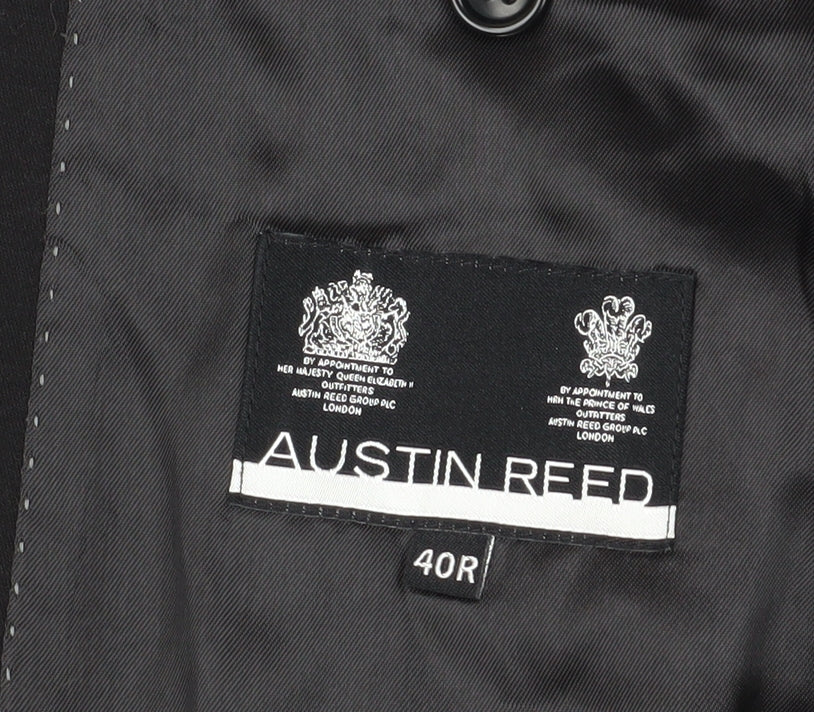 BY APPOINTMENT TO
HER MAJESTY QUEEN ELIZABETH II
OUTFITTERS
AUSTIN REED GROUP PLC
LONDON
BY APPOINTMENT TO
HRH THE PRINCE OF WALES
OUTFITTERS
AUSTIN REED GROUP PLC
LONDON
AUSTIN REED
40R